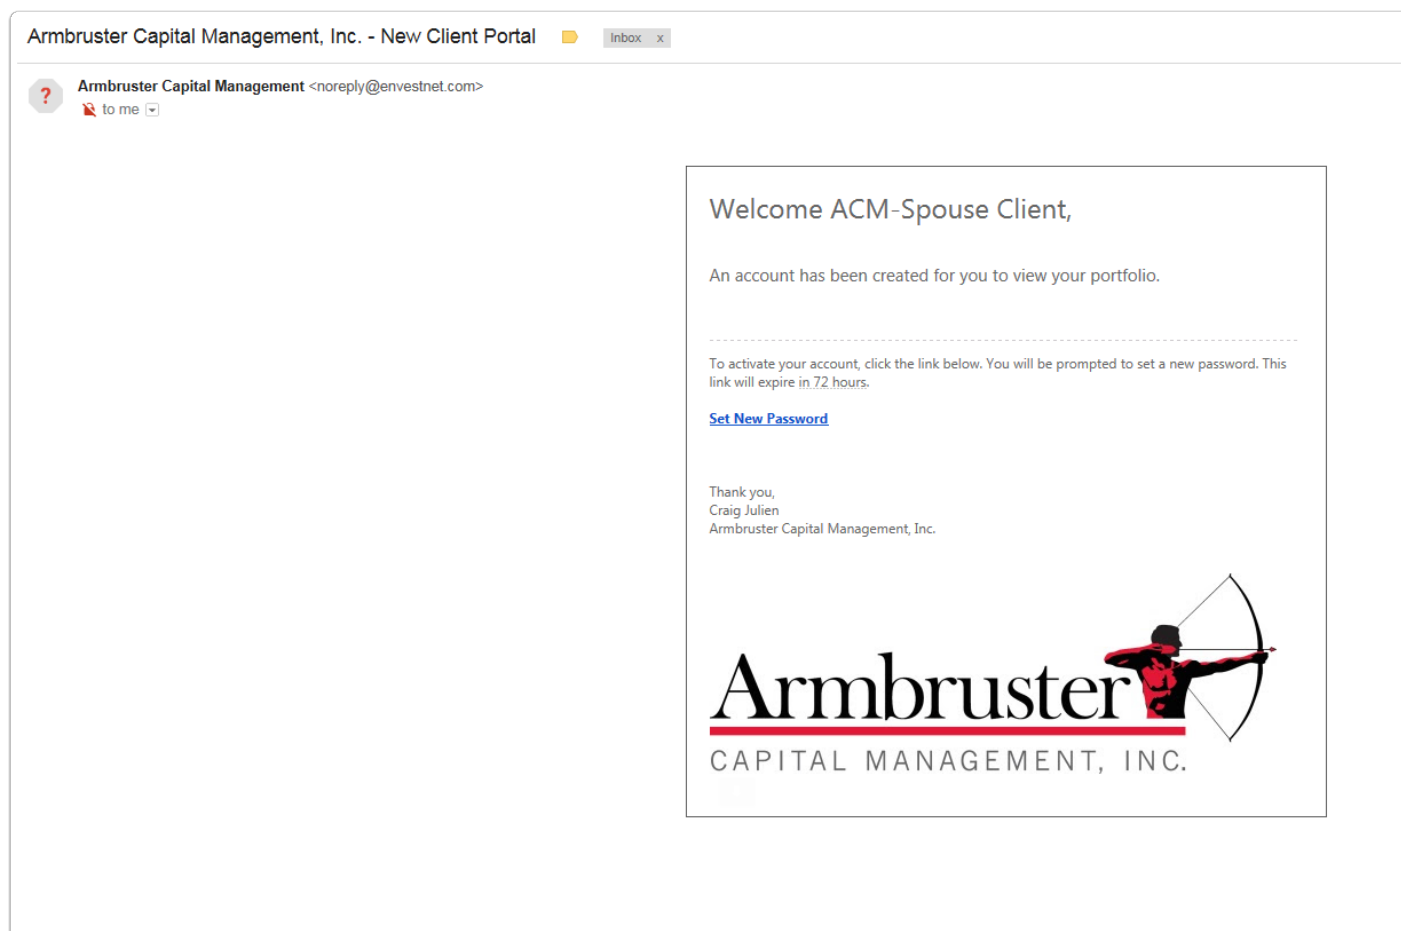 Armbruster Capital Management, Inc. - New Client Portal
Inbox x
?
Armbruster Capital Management <noreply@envestnet.com>
to me
Welcome ACM-Spouse Client,
An account has been created for you to view your portfolio.
To activate your account, click the link below. You will be prompted to set a new password. This
link will expire in 72 hours.
Set New Password
Thank you,
Craig Julien
Armbruster Capital Management, Inc.
Armbruster
CAPITAL MANAGEMENT, INC.